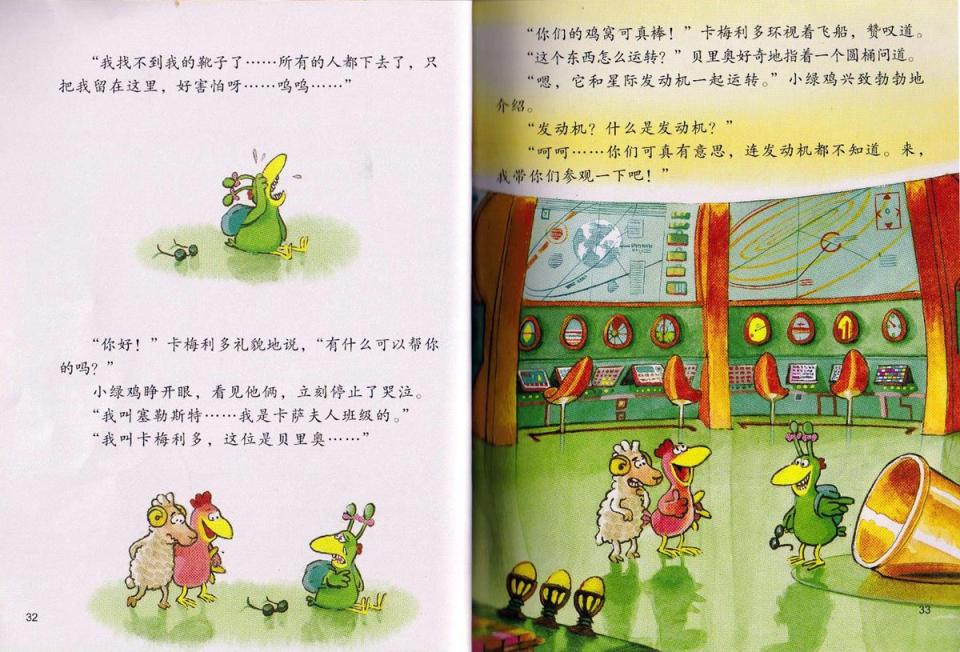 “我找不到我的靴子了……所有的人都下去了，只
把我留在这里，好害怕呀……呜呜……”
“你好！”卡梅利多礼貌地说，“有什么可以帮你
的吗？”
小绿鸡睁开眼，看见他俩，立刻停止了哭泣。
“我叫塞勒斯特……我是卡萨夫人班级的。”
“我叫卡梅利多，这位是贝里奥……”
32
“你们的鸡窝可真棒！”卡梅利多环视着飞船，赞叹道。
“这个东西怎么运转？”贝里奥好奇地指着一个圆桶问道。
“嗯，它和星际发动机一起运转。”小绿鸡兴致勃勃地
介绍。
“发动机？什么是发动机？”
“呵呵……你们可真有意思，连发动机都不知道。来，
我带你们参观一下吧！”
33